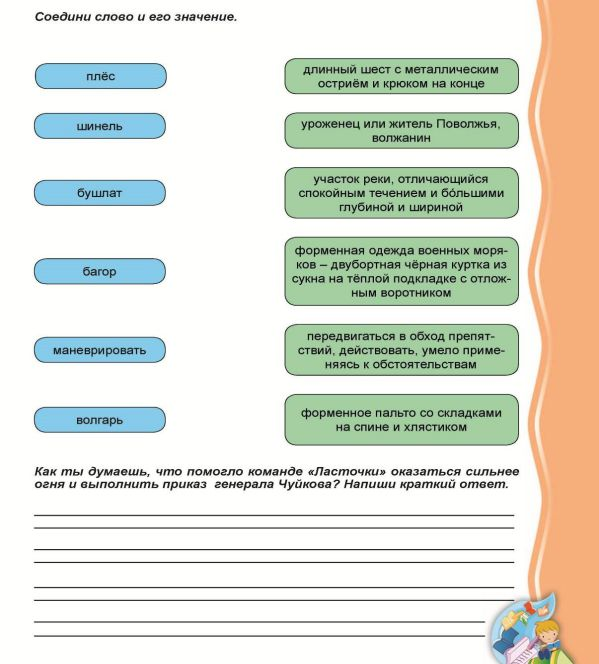 Соедини слово и его значение.
плёс
длинный шест с металлическим
остриём и крюком на конце
шинель
уроженец или житель Поволжья,
волжанин
бушлат
участок реки, отличающийся
спокойным течением и бо́льшими
глубиной и шириной
багор
форменная одежда военных моря-
ков – двубортная чёрная куртка из
сукна на тёплой подкладке с отлож-
ным воротником
маневрировать
передвигаться в обход препят-
ствий, действовать, умело приме-
няясь к обстоятельствам
волгарь
форменное пальто со складками
на спине и хлястиком
Как ты думаешь, что помогло команде «Ласточки» оказаться сильнее
огня и выполнить приказ генерала Чуйкова? Напиши краткий ответ.